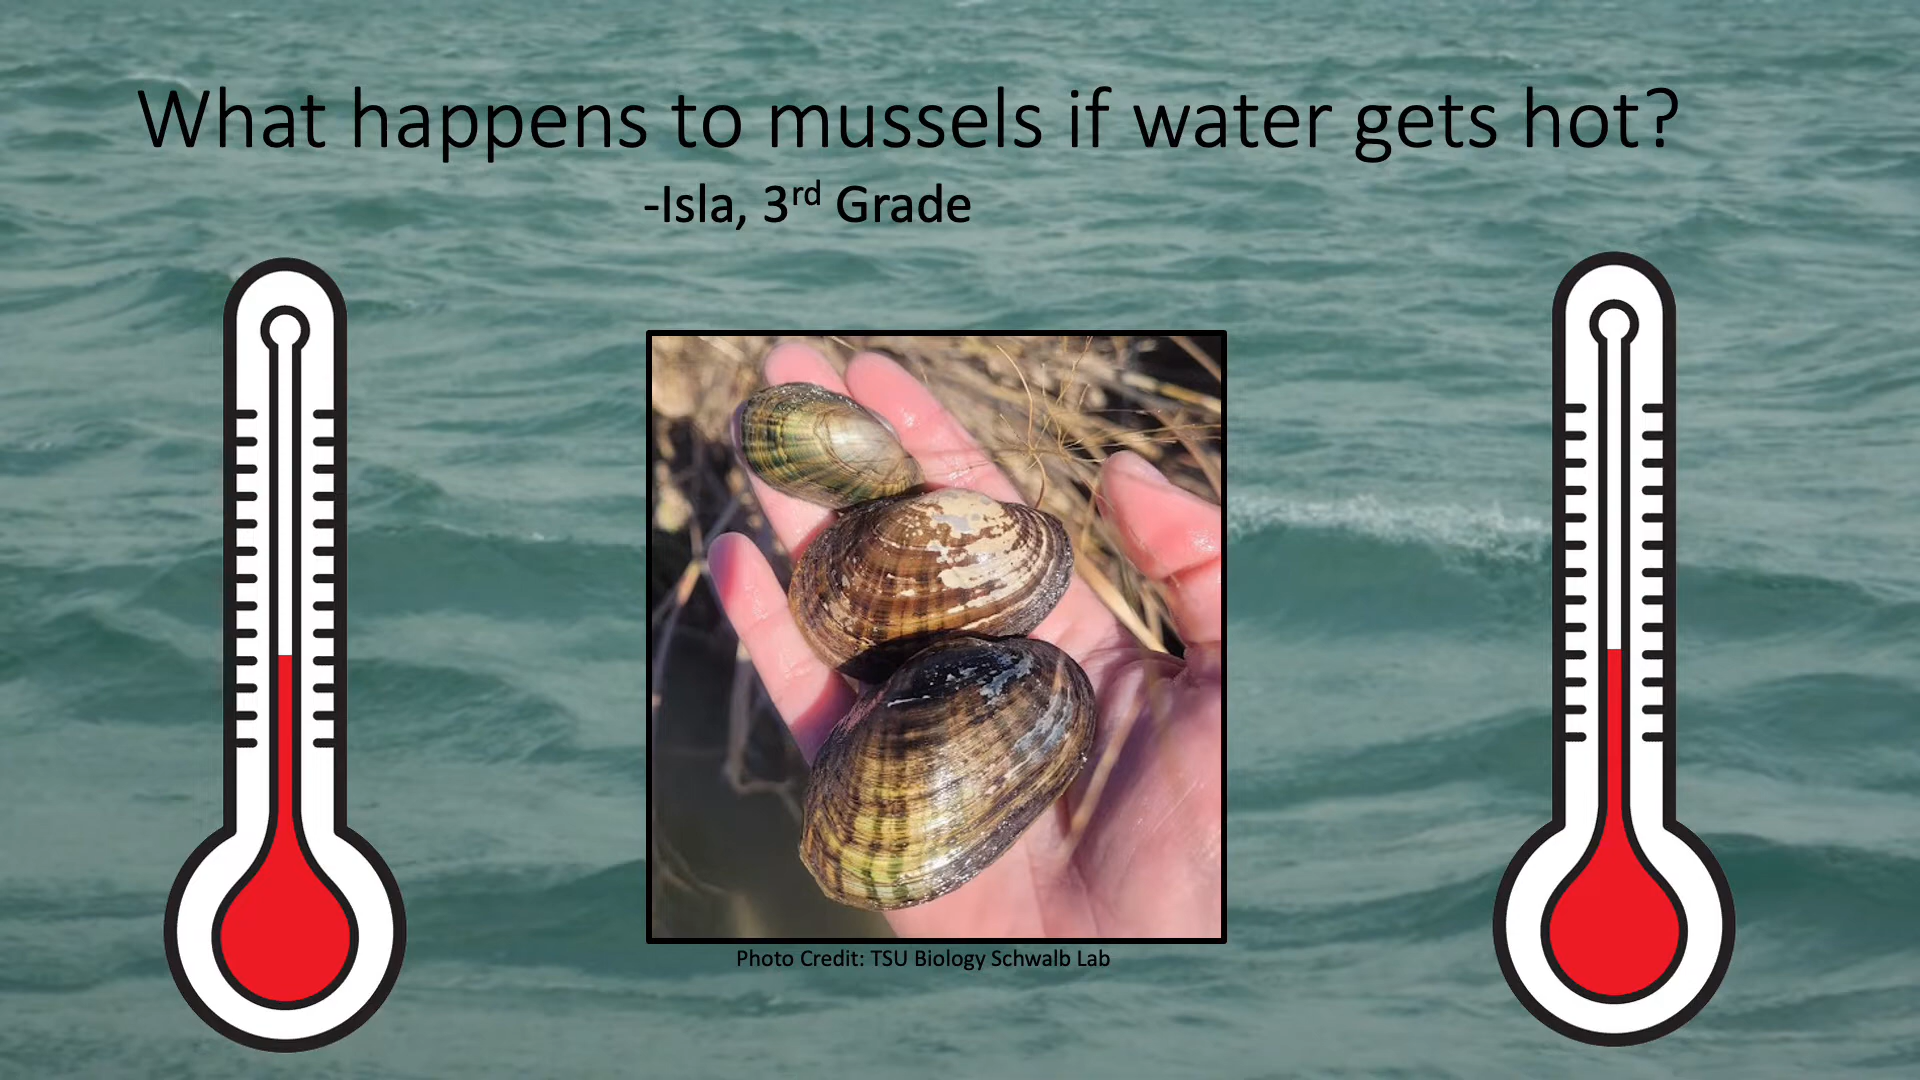 What happens to mussels if water gets hot?
-Isla, 3rd Grade
Photo Credit: TSU Biology Schwalb Lab